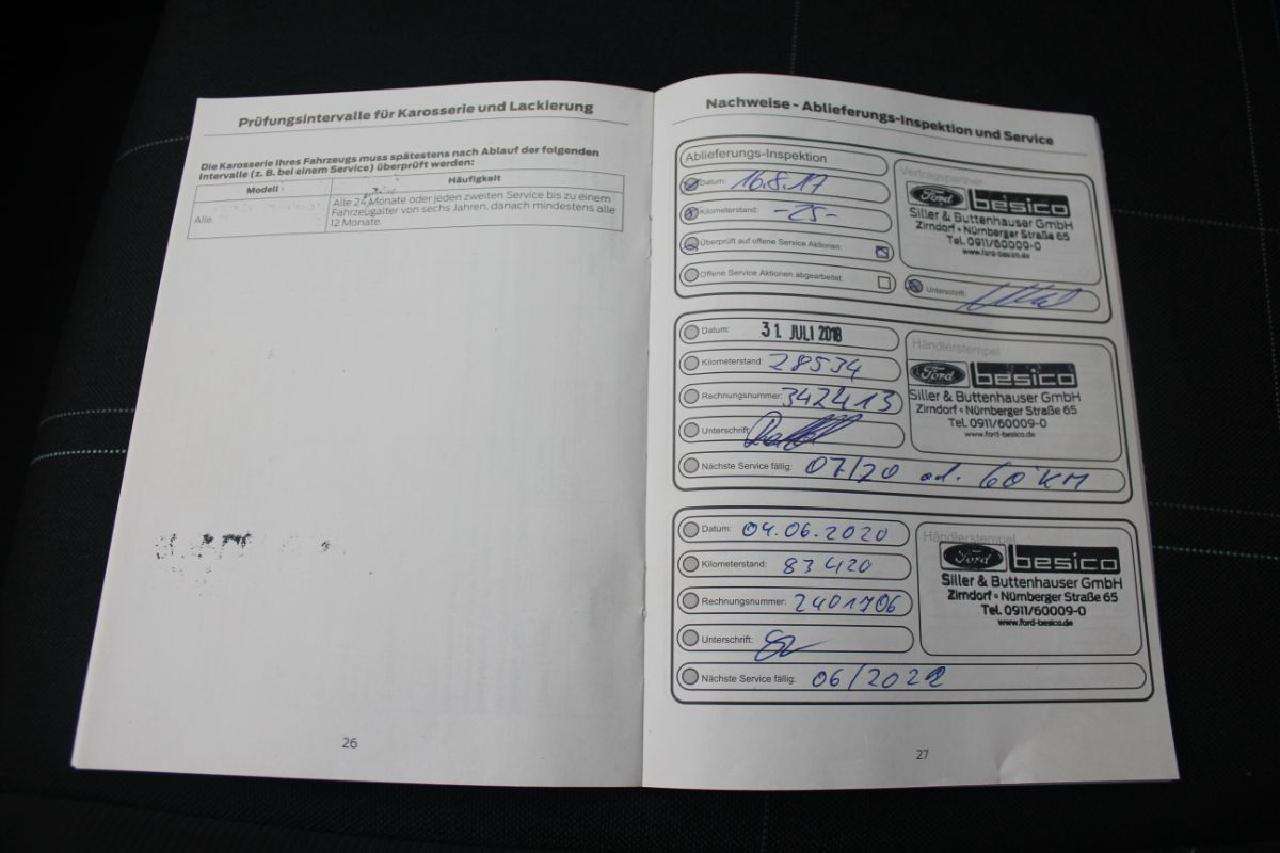 Prüfungsintervalle für Karosserie und Lackierung
Die Karosserie Ihres Fahrzeugs muss spätestens nach Ablauf der folgenden
Intervalle (z. B. bei einem Service) überprüft werden:
Modell
Häufigkeit
Alle
Alle 24 Monate oder jeden zweiten Service bis zu einem
Fahrzeugalter von sechs Jahren, danach mindestens alle
12 Monate.
26
Nachweise - Ablieferungs-Inspektion und Service
Ablieferungs-Inspektion
Datum: 16.8.17
Kilometerstand: -25-
Überprüft auf offene Service Aktionen:
Offene Service Aktionen abgearbeitet:
Vertragspartner
Ford besico
Siller & Buttenhauser GmbH
Zirndorf • Nürnberger Straße 65
Tel. 0911/60009-0
www.ford-besico.de
Unterschrift:
Datum: 31. JULI 2018
Kilometerstand: 28534
Rechnungsnummer: 342413
Unterschrift:
Händlerstempel
Ford besico
Siller & Buttenhauser GmbH
Zirndorf • Nürnberger Straße 65
Tel. 0911/60009-0
www.ford-besico.de
Nächste Service fällig: 07/20 od. 60' KM
Datum: 04.06.2020
Kilometerstand: 83420
Rechnungsnummer: 2401706
Unterschrift:
Händlerstempel
Ford besico
Siller & Buttenhauser GmbH
Zirndorf • Nürnberger Straße 65
Tel. 0911/60009-0
www.ford-besico.de
Nächste Service fällig: 06/2022
27